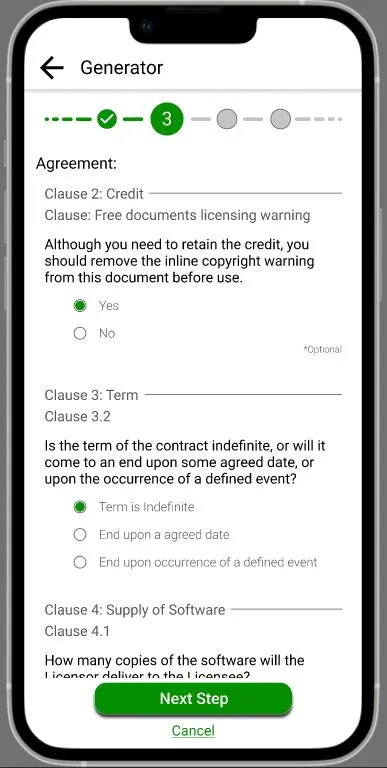 Generator
3
Agreement:
Clause 2: Credit
Clause: Free documents licensing warning
Although you need to retain the credit, you
should remove the inline copyright warning
from this document before use.
Yes
No
*Optional
Clause 3: Term
Clause 3.2
Is the term of the contract indefinite, or will it
come to an end upon some agreed date, or
upon the occurrence of a defined event?
Term is Indefinite
End upon a agreed date
End upon occurrence of a defined event
Clause 4: Supply of Software
Clause 4.1
How many copies of the software will the
Licensor deliver to the Licensee?
Next Step
Cancel